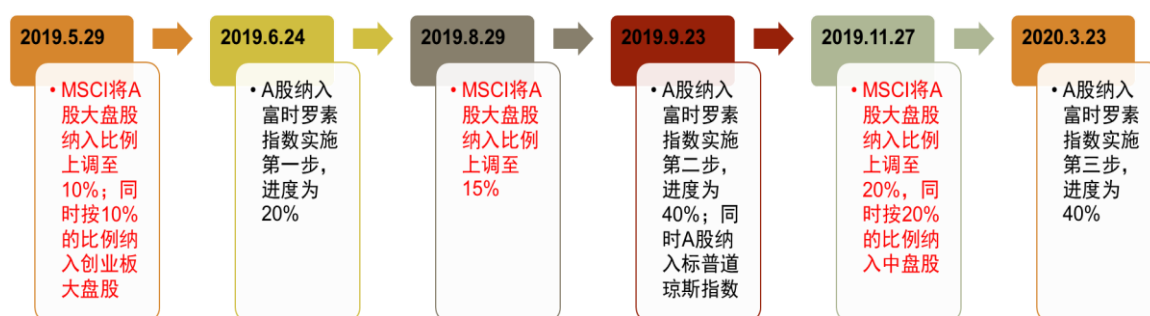 2019.5.29
• MSCI将A
股大盘股
纳入比例
上调至
10%；同
时按10%
的比例纳
入创业板
大盘股
2019.6.24
• A股纳入
富时罗素
指数实施
第一步，
进度为
20%
2019.8.29
• MSCI将A
股大盘股
纳入比例
上调至
15%
2019.9.23
• A股纳入
富时罗素
指数实施
第二步，
进度为
40%；同
时A股纳
入标普道
琼斯指数
2019.11.27
• MSCI将A
股大盘股
纳入比例
上调至
20%，同
时按20%
的比例纳
入中盘股
2020.3.23
• A股纳入
富时罗素
指数实施
第三步，
进度为
40%